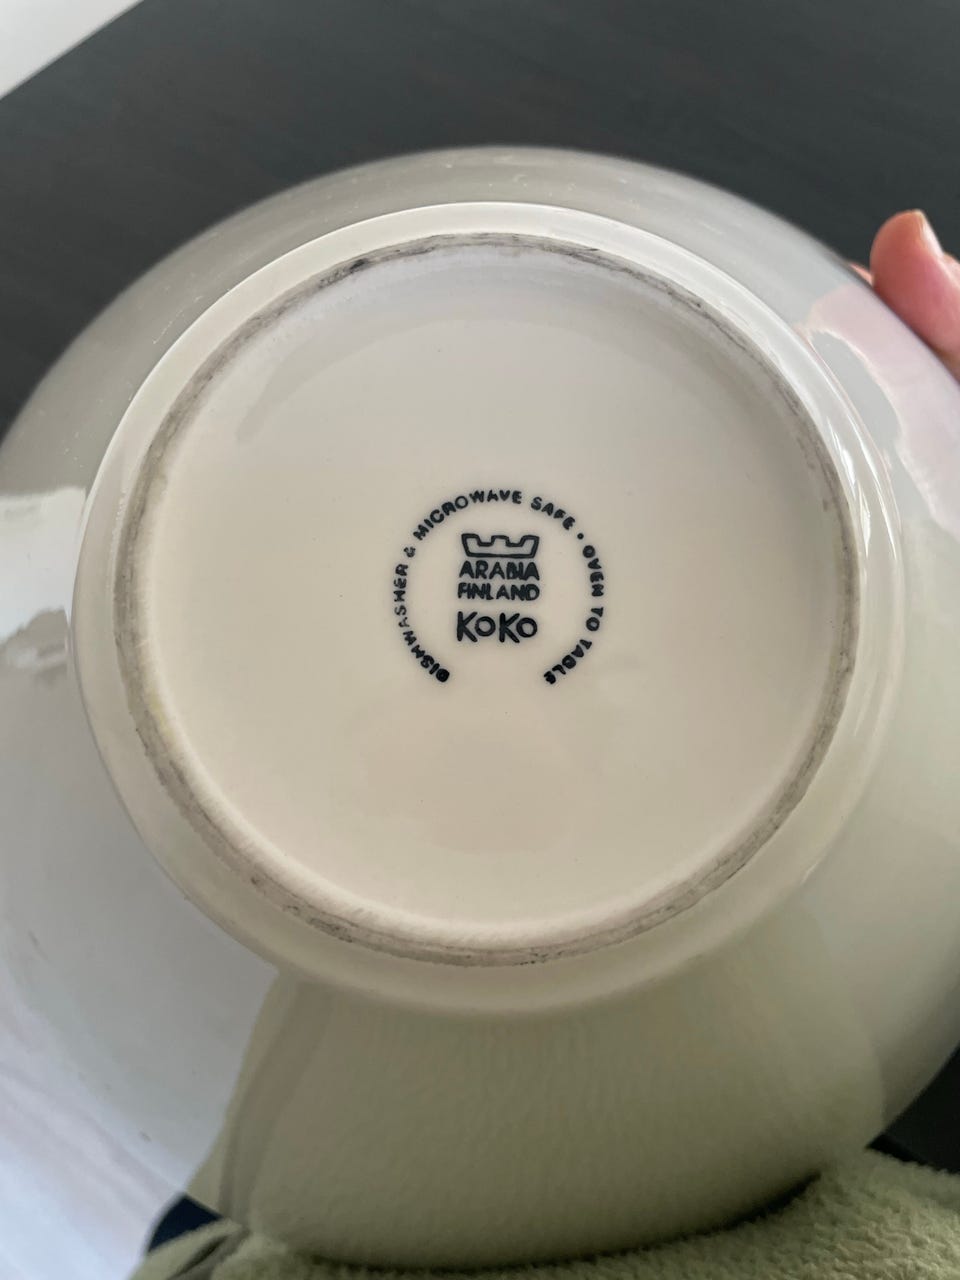 DISHWASHER & MICROWAVE SAFE • OVEN TO TABLE
ARABIA
FINLAND
KOKO